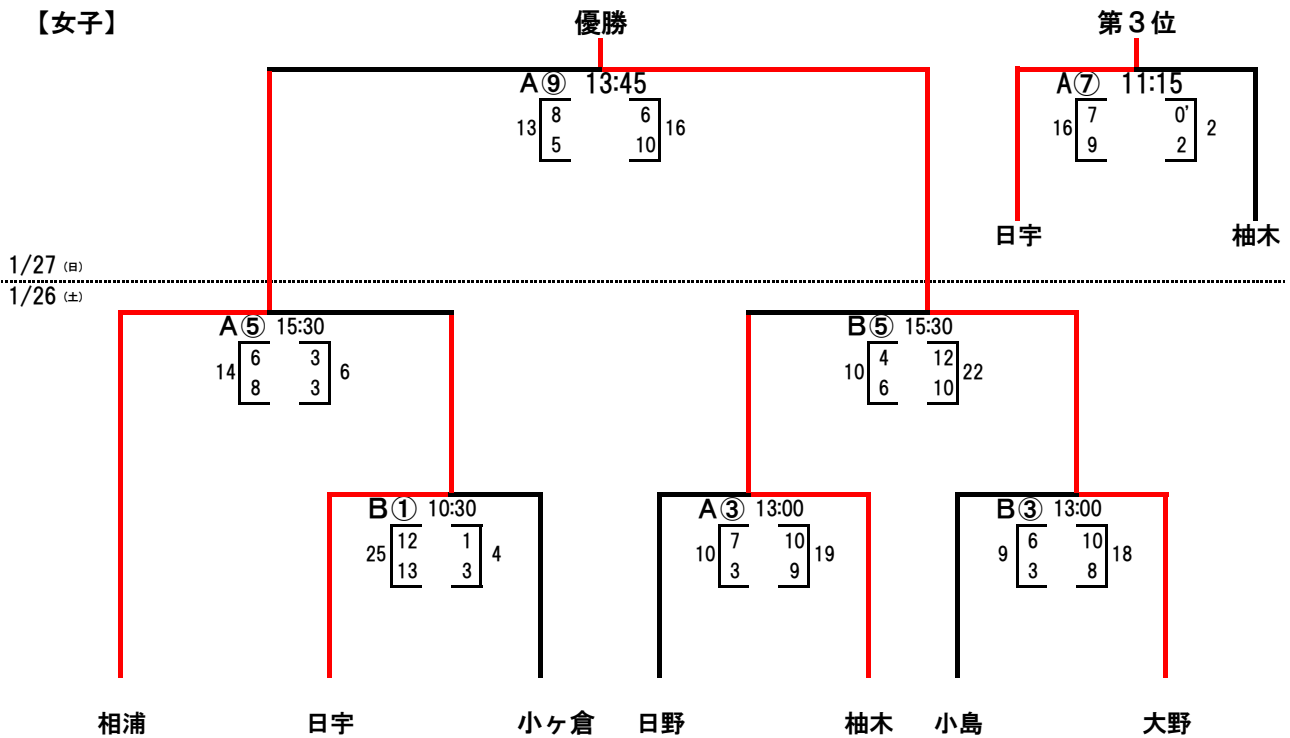 【女子】 優勝 第３位
A⑨ 13:45 A⑦ 11:15
13 8 6 16 16 7 0' 2
5 10 9 2
日宇 柚木
1/27 (日)
1/26 (土)
A⑤ 15:30 B⑤ 15:30
14 6 3 6 10 4 12 22
8 3 6 10
B① 10:30 A③ 13:00 B③ 13:00
25 12 1 4 10 7 10 19 9 6 10 18
13 3 3 9 3 8
相浦 日宇 小ヶ倉 日野 柚木 小島 大野